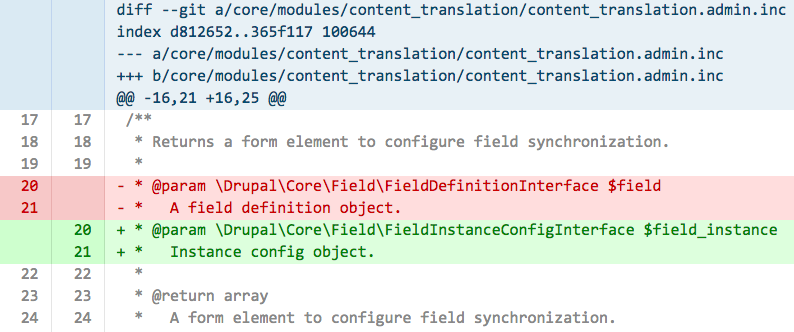 diff --git a/core/modules/content_translation/content_translation.admin.inc
index d812652..365f117 100644
--- a/core/modules/content_translation/content_translation.admin.inc
+++ b/core/modules/content_translation/content_translation.admin.inc
@@ -16,21 +16,25 @@
17 17 /**
18 18 * Returns a form element to configure field synchronization.
19 19 *
20 - * @param \Drupal\Core\Field\FieldDefinitionInterface $field
21 - *   A field definition object.
20 + * @param \Drupal\Core\Field\FieldInstanceConfigInterface $field_instance
21 + *   Instance config object.
22 22 *
23 23 * @return array
24 24 *   A form element to configure field synchronization.